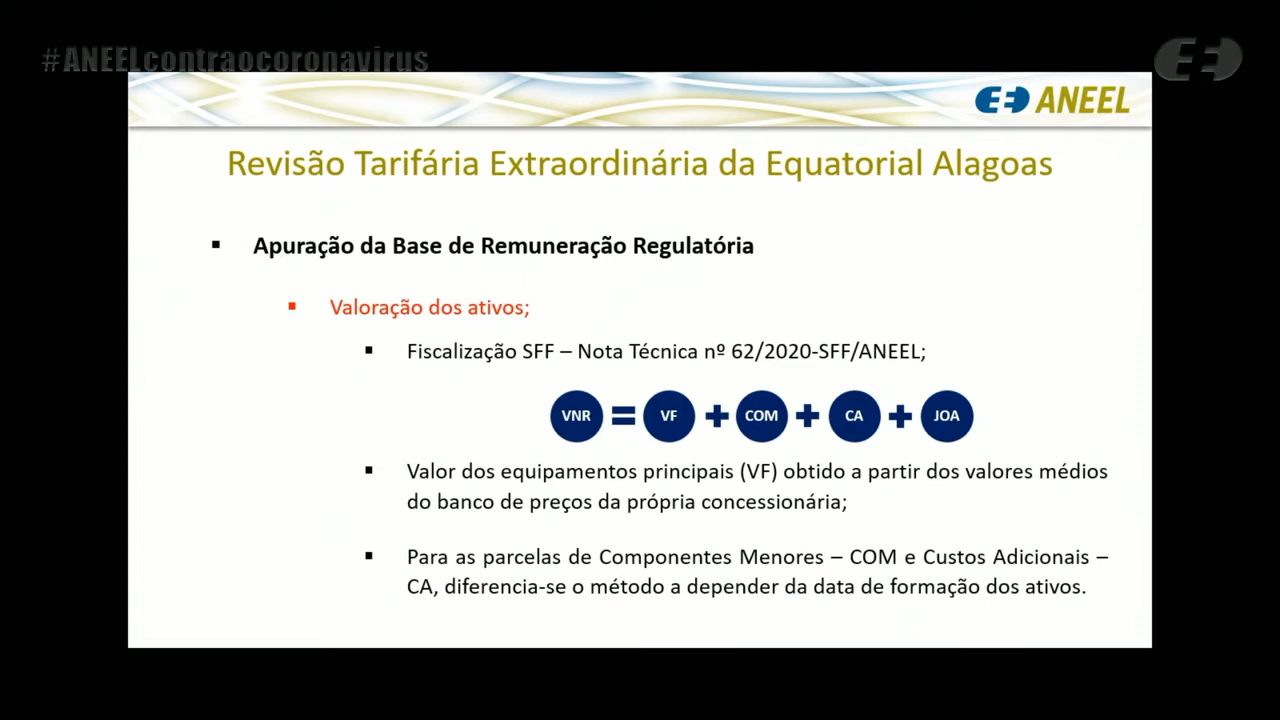 #ANEELcontraocoronavirus
ANEEL
Revisão Tarifária Extraordinária da Equatorial Alagoas
▪ Apuração da Base de Remuneração Regulatória
▪ Valoração dos ativos;
▪ Fiscalização SFF – Nota Técnica nº 62/2020-SFF/ANEEL;
VNR = VF + COM + CA + JOA
▪ Valor dos equipamentos principais (VF) obtido a partir dos valores médios
do banco de preços da própria concessionária;
▪ Para as parcelas de Componentes Menores – COM e Custos Adicionais –
CA, diferencia-se o método a depender da data de formação dos ativos.